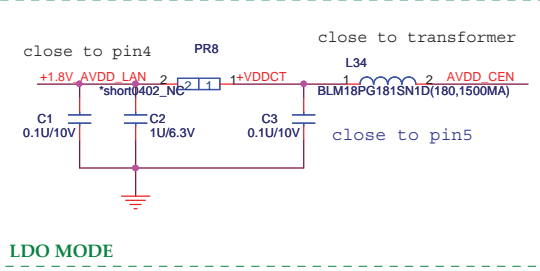 close to transformer
close to pin4
PR8
L34
+1.8V_AVDD_LAN 2 2 1 1 +VDDCT 1 2 AVDD_CEN
*short0402_NC BLM18PG181SN1D(180,1500MA)
C1 C2 C3
0.1U/10V 1U/6.3V 0.1U/10V close to pin5
LDO MODE